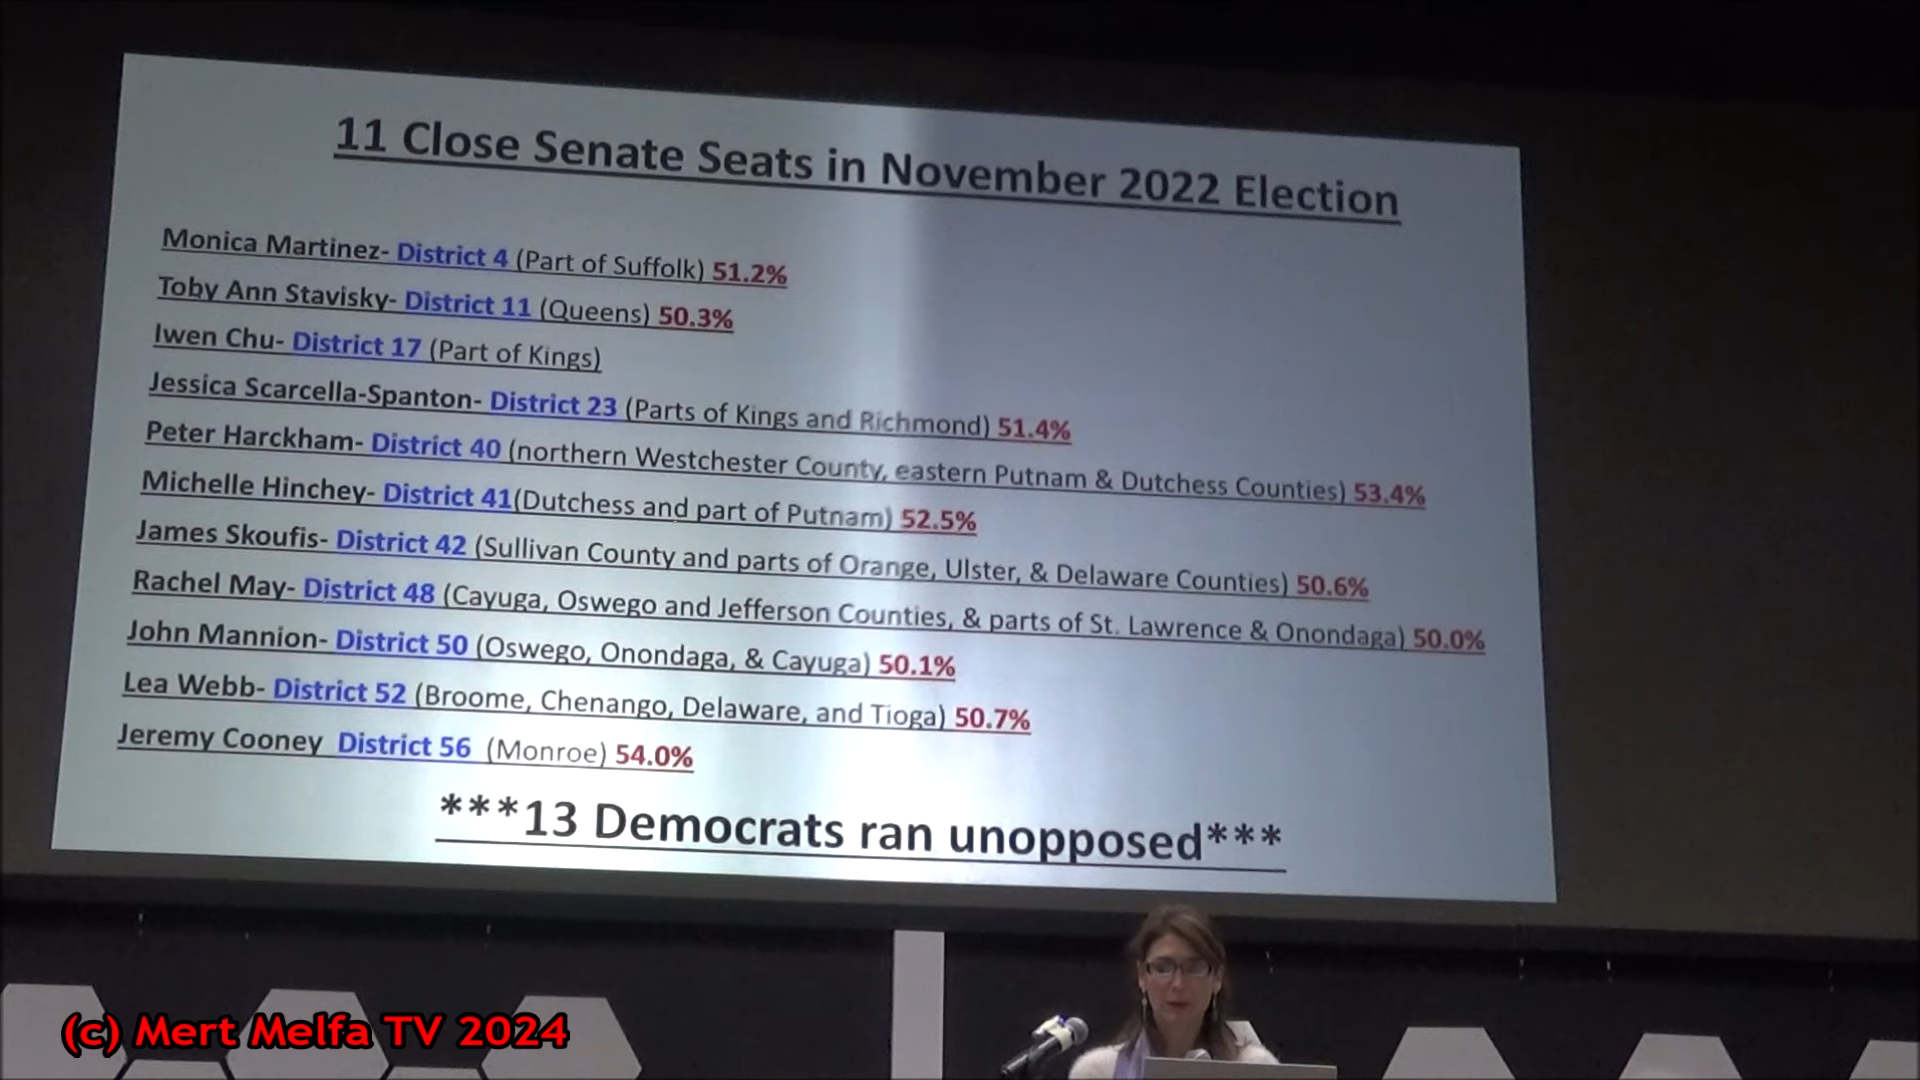 11 Close Senate Seats in November 2022 Election
Monica Martinez- District 4 (Part of Suffolk) 51.2%
Toby Ann Stavisky- District 11 (Queens) 50.3%
Iwen Chu- District 17 (Part of Kings)
Jessica Scarcella-Spanton- District 23 (Parts of Kings and Richmond) 51.4%
Peter Harckham- District 40 (northern Westchester County, eastern Putnam & Dutchess Counties) 53.4%
Michelle Hinchey- District 41(Dutchess and part of Putnam) 52.5%
James Skoufis- District 42 (Sullivan County and parts of Orange, Ulster, & Delaware Counties) 50.6%
Rachel May- District 48 (Cayuga, Oswego and Jefferson Counties, & parts of St. Lawrence & Onondaga) 50.0%
John Mannion- District 50 (Oswego, Onondaga, & Cayuga) 50.1%
Lea Webb- District 52 (Broome, Chenango, Delaware, and Tioga) 50.7%
Jeremy Cooney District 56 (Monroe) 54.0%
***13 Democrats ran unopposed***
(c) Mert Melfa TV 2024